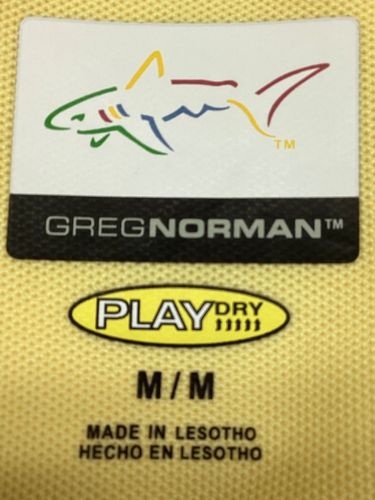 TM
GREGNORMAN™
PLAYDRY
M / M
MADE IN LESOTHO
HECHO EN LESOTHO